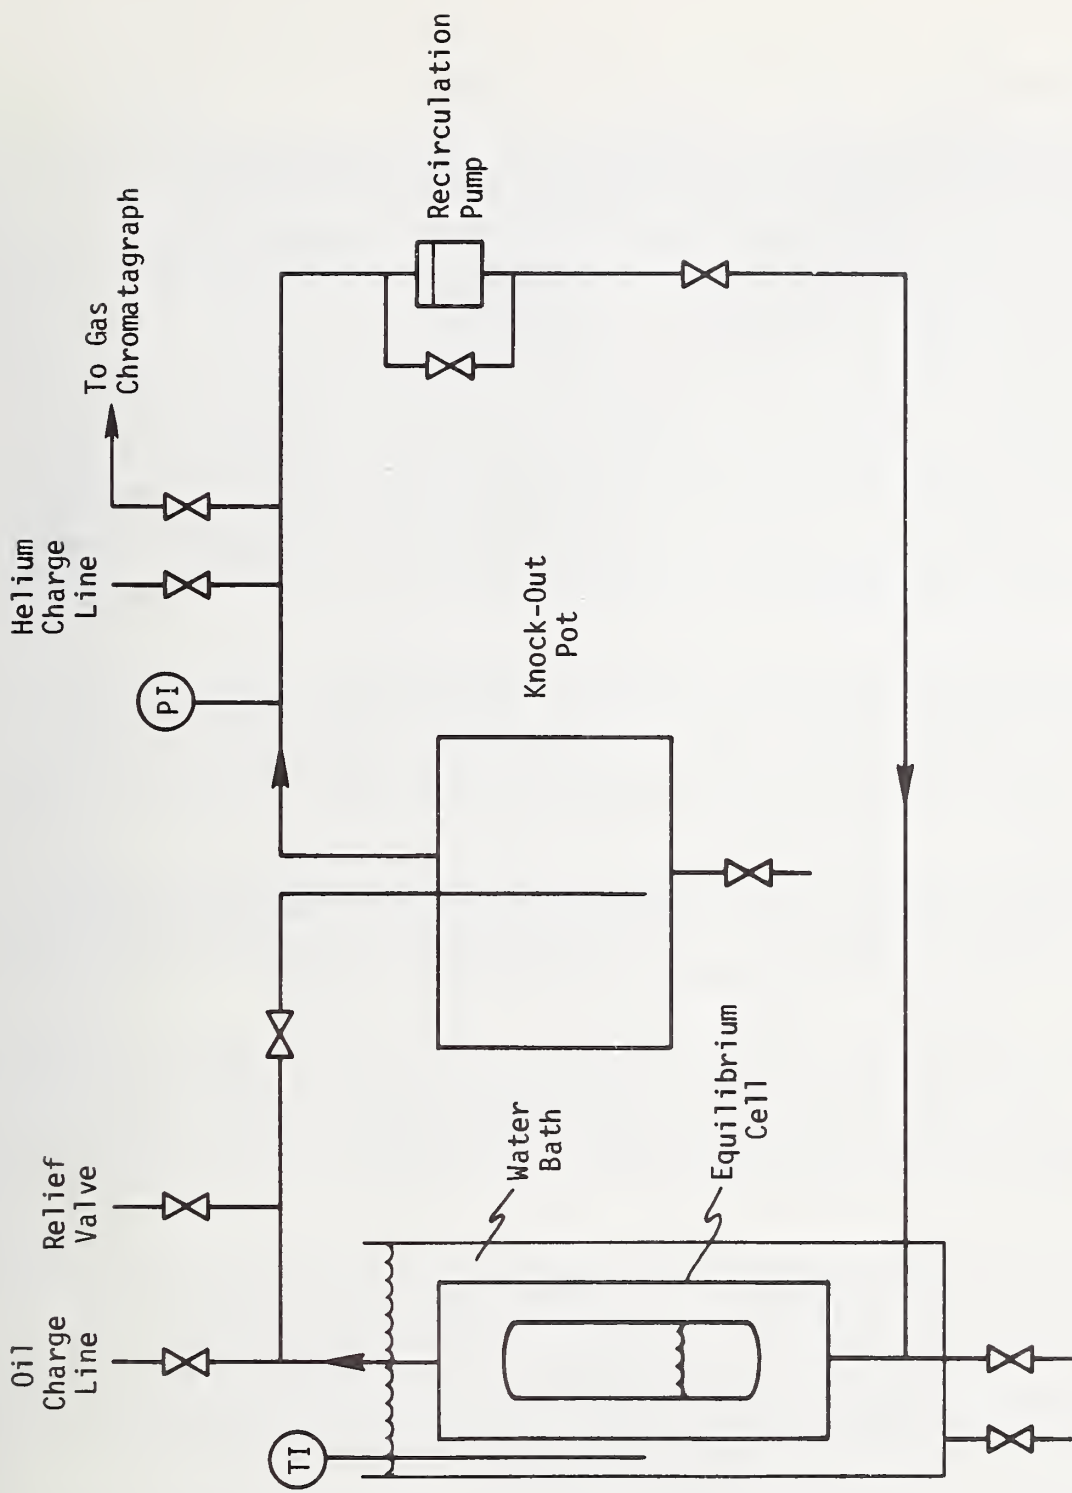 Oil
Charge
Line
Relief
Valve
Helium
Charge
Line
To Gas
Chromatagraph
PI
TI
Recirculation
Pump
Knock-Out
Pot
Water
Bath
Equilibrium
Cell